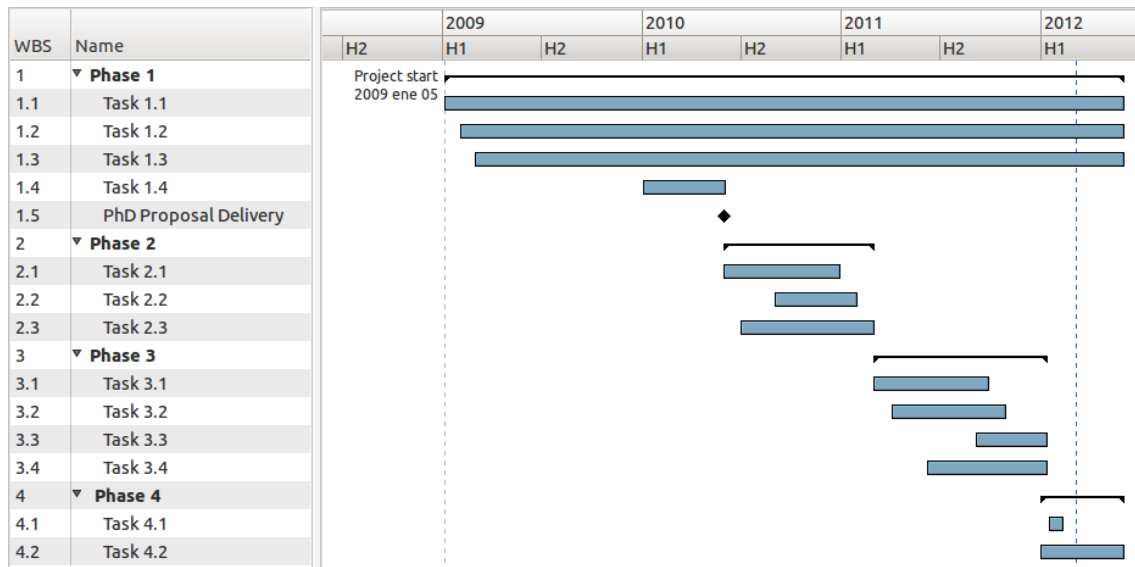 2009 2010 2011 2012
WBS Name H2 H1 H2 H1 H2 H1 H2 H1
1 Phase 1 Project start
2009 ene 05
1.1 Task 1.1
1.2 Task 1.2
1.3 Task 1.3
1.4 Task 1.4
1.5 PhD Proposal Delivery
2 Phase 2
2.1 Task 2.1
2.2 Task 2.2
2.3 Task 2.3
3 Phase 3
3.1 Task 3.1
3.2 Task 3.2
3.3 Task 3.3
3.4 Task 3.4
4 Phase 4
4.1 Task 4.1
4.2 Task 4.2